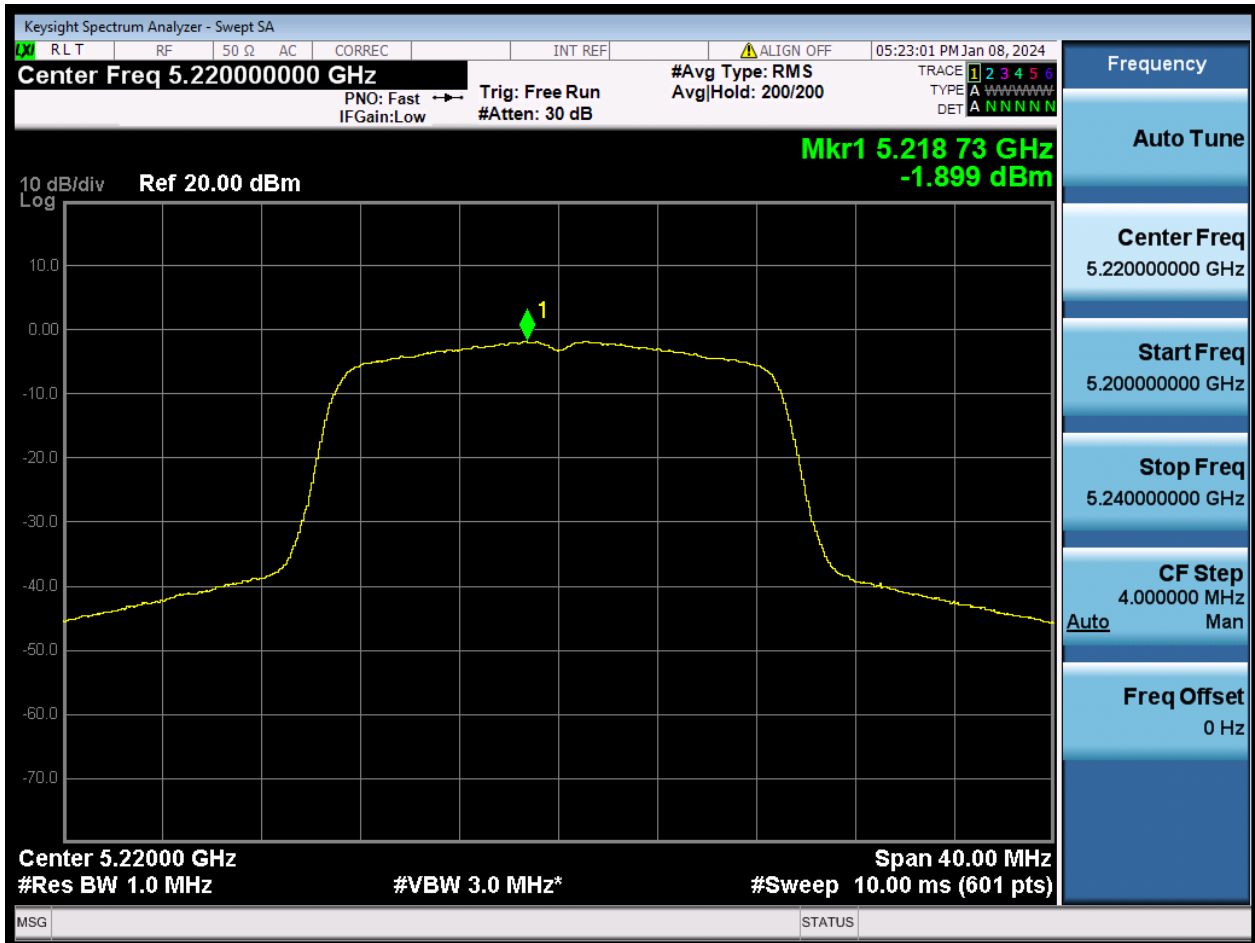 Keysight Spectrum Analyzer - Swept SA
LXI RLT RF 50 Ω AC CORREC INT REF ALIGN OFF 05:23:01 PM Jan 08, 2024
Center Freq 5.220000000 GHz
PNO: Fast
IFGain:Low
Trig: Free Run
#Atten: 30 dB
#Avg Type: RMS
Avg|Hold: 200/200
TRACE 1 2 3 4 5 6
TYPE A WWWWW
DET A N N N N N
Mkr1 5.218 73 GHz
-1.899 dBm
10 dB/div Ref 20.00 dBm
Log
1
10.0
0.00
-10.0
-20.0
-30.0
-40.0
-50.0
-60.0
-70.0
Center 5.22000 GHz Span 40.00 MHz
#Res BW 1.0 MHz #VBW 3.0 MHz* #Sweep 10.00 ms (601 pts)
MSG STATUS
Frequency
Auto Tune
Center Freq
5.220000000 GHz
Start Freq
5.200000000 GHz
Stop Freq
5.240000000 GHz
CF Step
4.000000 MHz
Auto Man
Freq Offset
0 Hz